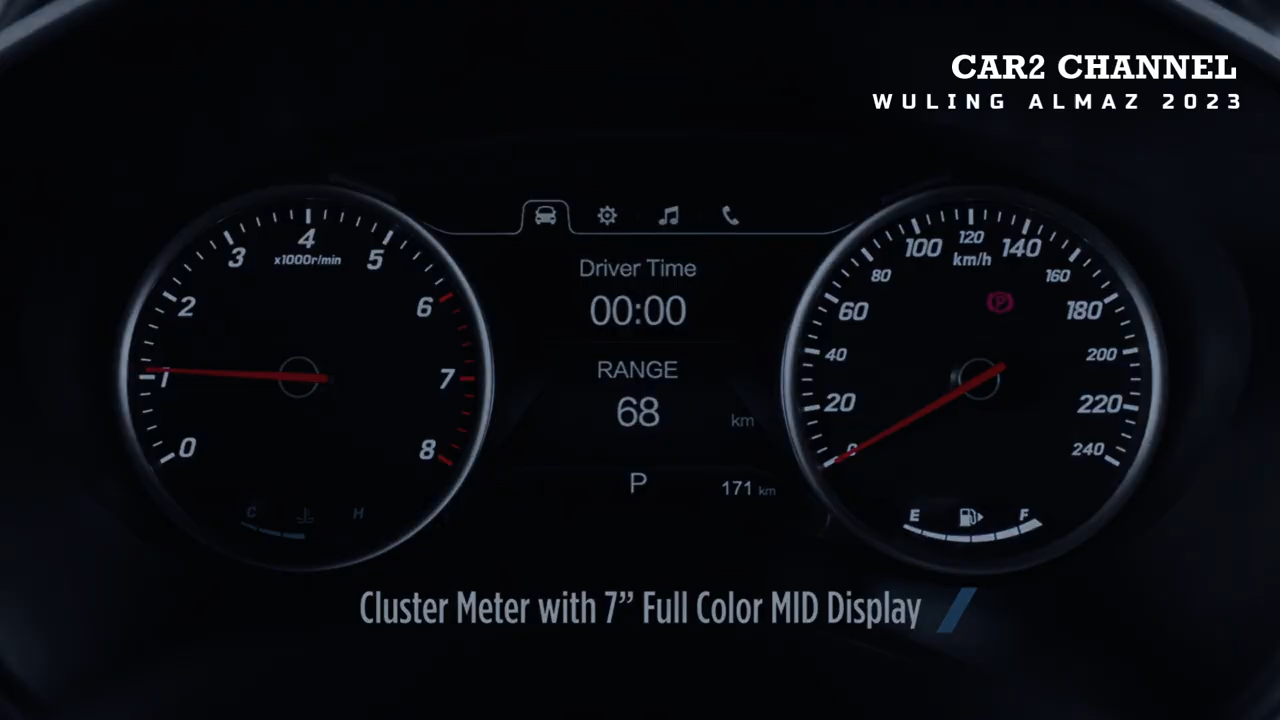 CAR2 CHANNEL
WULING ALMAZ 2023
0
1
2
3
4
5
6
7
8
x1000r/min
C
H
Driver Time
00:00
RANGE
68
km
P
171 km
0
20
40
60
80
100
120
140
160
180
200
220
240
km/h
P
E
F
Cluster Meter with 7” Full Color MID Display